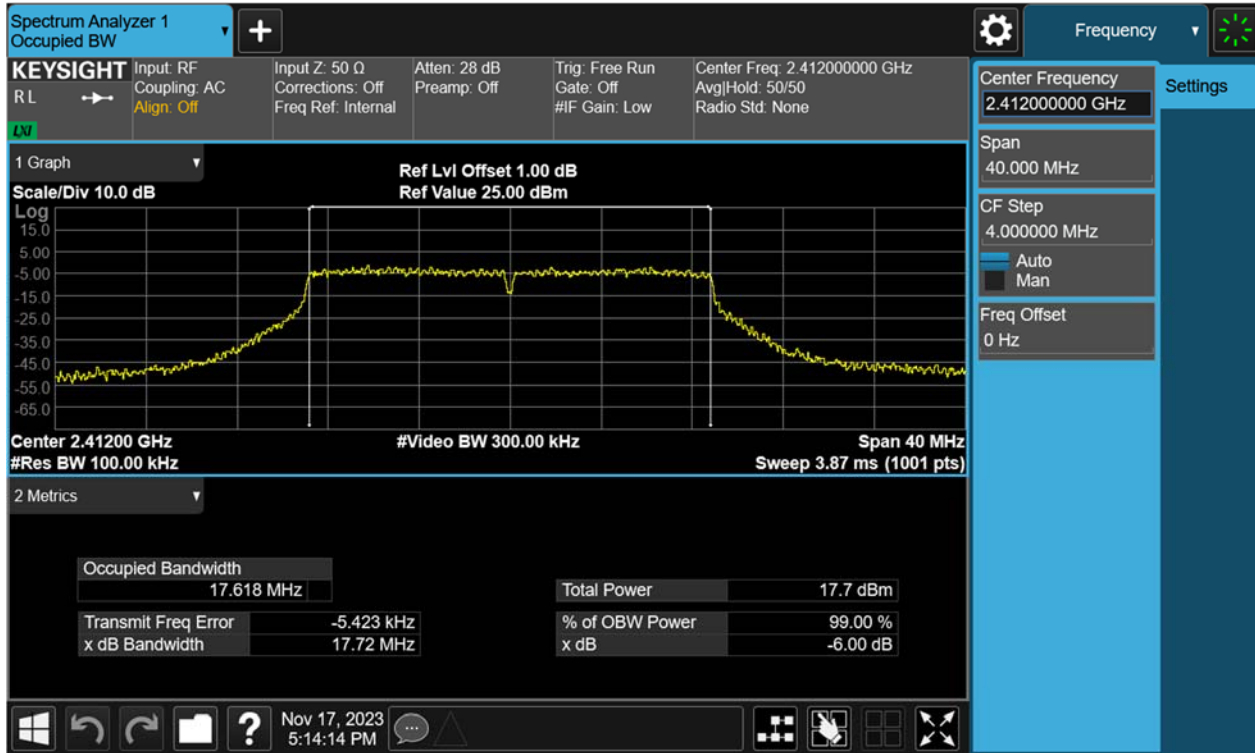 Spectrum Analyzer 1
Occupied BW
Frequency
KEYSIGHT
R L
LXI
Input: RF
Coupling: AC
Align: Off
Input Z: 50 Ω
Corrections: Off
Freq Ref: Internal
Atten: 28 dB
Preamp: Off
Trig: Free Run
Gate: Off
#IF Gain: Low
Center Freq: 2.412000000 GHz
Avg|Hold: 50/50
Radio Std: None
Center Frequency
2.412000000 GHz
Settings
Span
40.000 MHz
CF Step
4.000000 MHz
Auto
Man
Freq Offset
0 Hz
1 Graph
Scale/Div 10.0 dB
Ref Lvl Offset 1.00 dB
Ref Value 25.00 dBm
Log
15.0
5.00
-5.00
-15.0
-25.0
-35.0
-45.0
-55.0
-65.0
Center 2.41200 GHz
#Video BW 300.00 kHz
Span 40 MHz
#Res BW 100.00 kHz
Sweep 3.87 ms (1001 pts)
2 Metrics
Occupied Bandwidth
17.618 MHz
Total Power 17.7 dBm
Transmit Freq Error -5.423 kHz
% of OBW Power 99.00 %
x dB Bandwidth 17.72 MHz
x dB -6.00 dB
?
Nov 17, 2023
5:14:14 PM